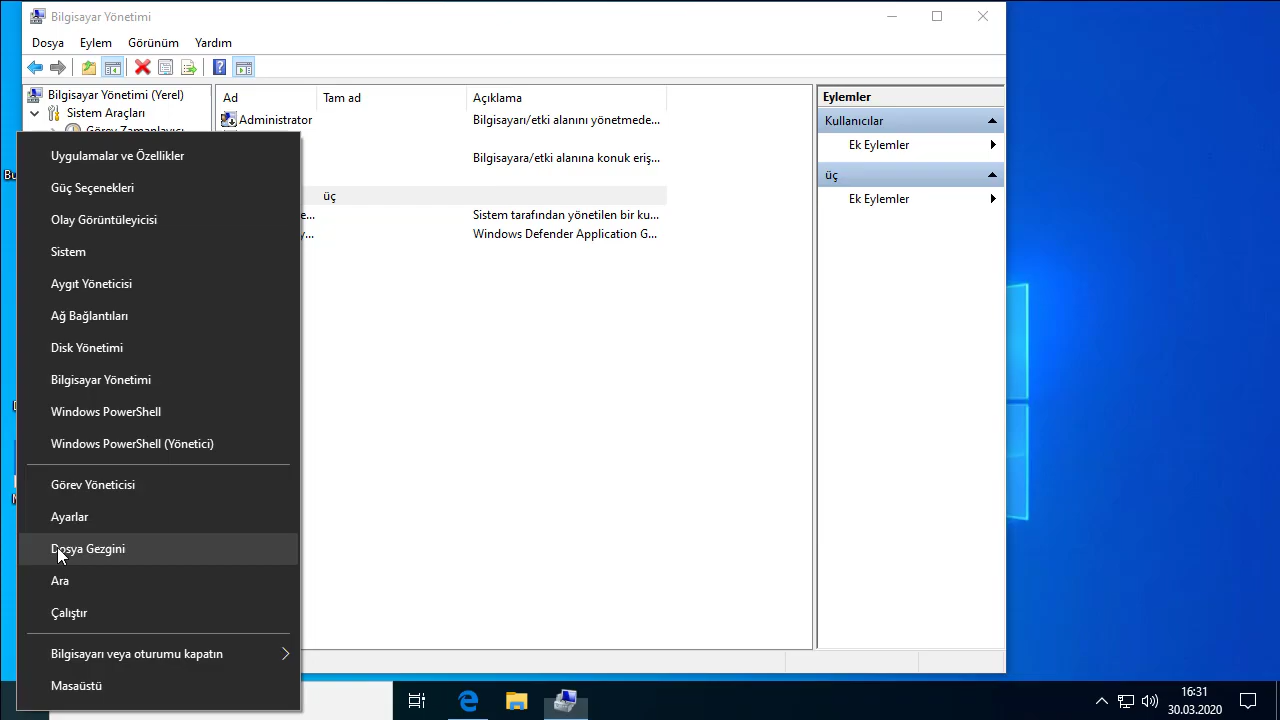 Bilgisayar Yönetimi
Dosya Eylem Görünüm Yardım
Bilgisayar Yönetimi (Yerel)
Sistem Araçları
Görev Zamanlayıcı
Ad Tam ad Açıklama
Administrator Bilgisayarı/etki alanını yönetmede...
Bilgisayara/etki alanına konuk eriş...
üç
e... Sistem tarafından yönetilen bir ku...
y... Windows Defender Application G...
Eylemler
Kullanıcılar
Ek Eylemler
üç
Ek Eylemler
Uygulamalar ve Özellikler
Güç Seçenekleri
Olay Görüntüleyicisi
Sistem
Aygıt Yöneticisi
Ağ Bağlantıları
Disk Yönetimi
Bilgisayar Yönetimi
Windows PowerShell
Windows PowerShell (Yönetici)
Görev Yöneticisi
Ayarlar
Dosya Gezgini
Ara
Çalıştır
Bilgisayarı veya oturumu kapatın
Masaüstü
Bu
16:31
30.03.2020